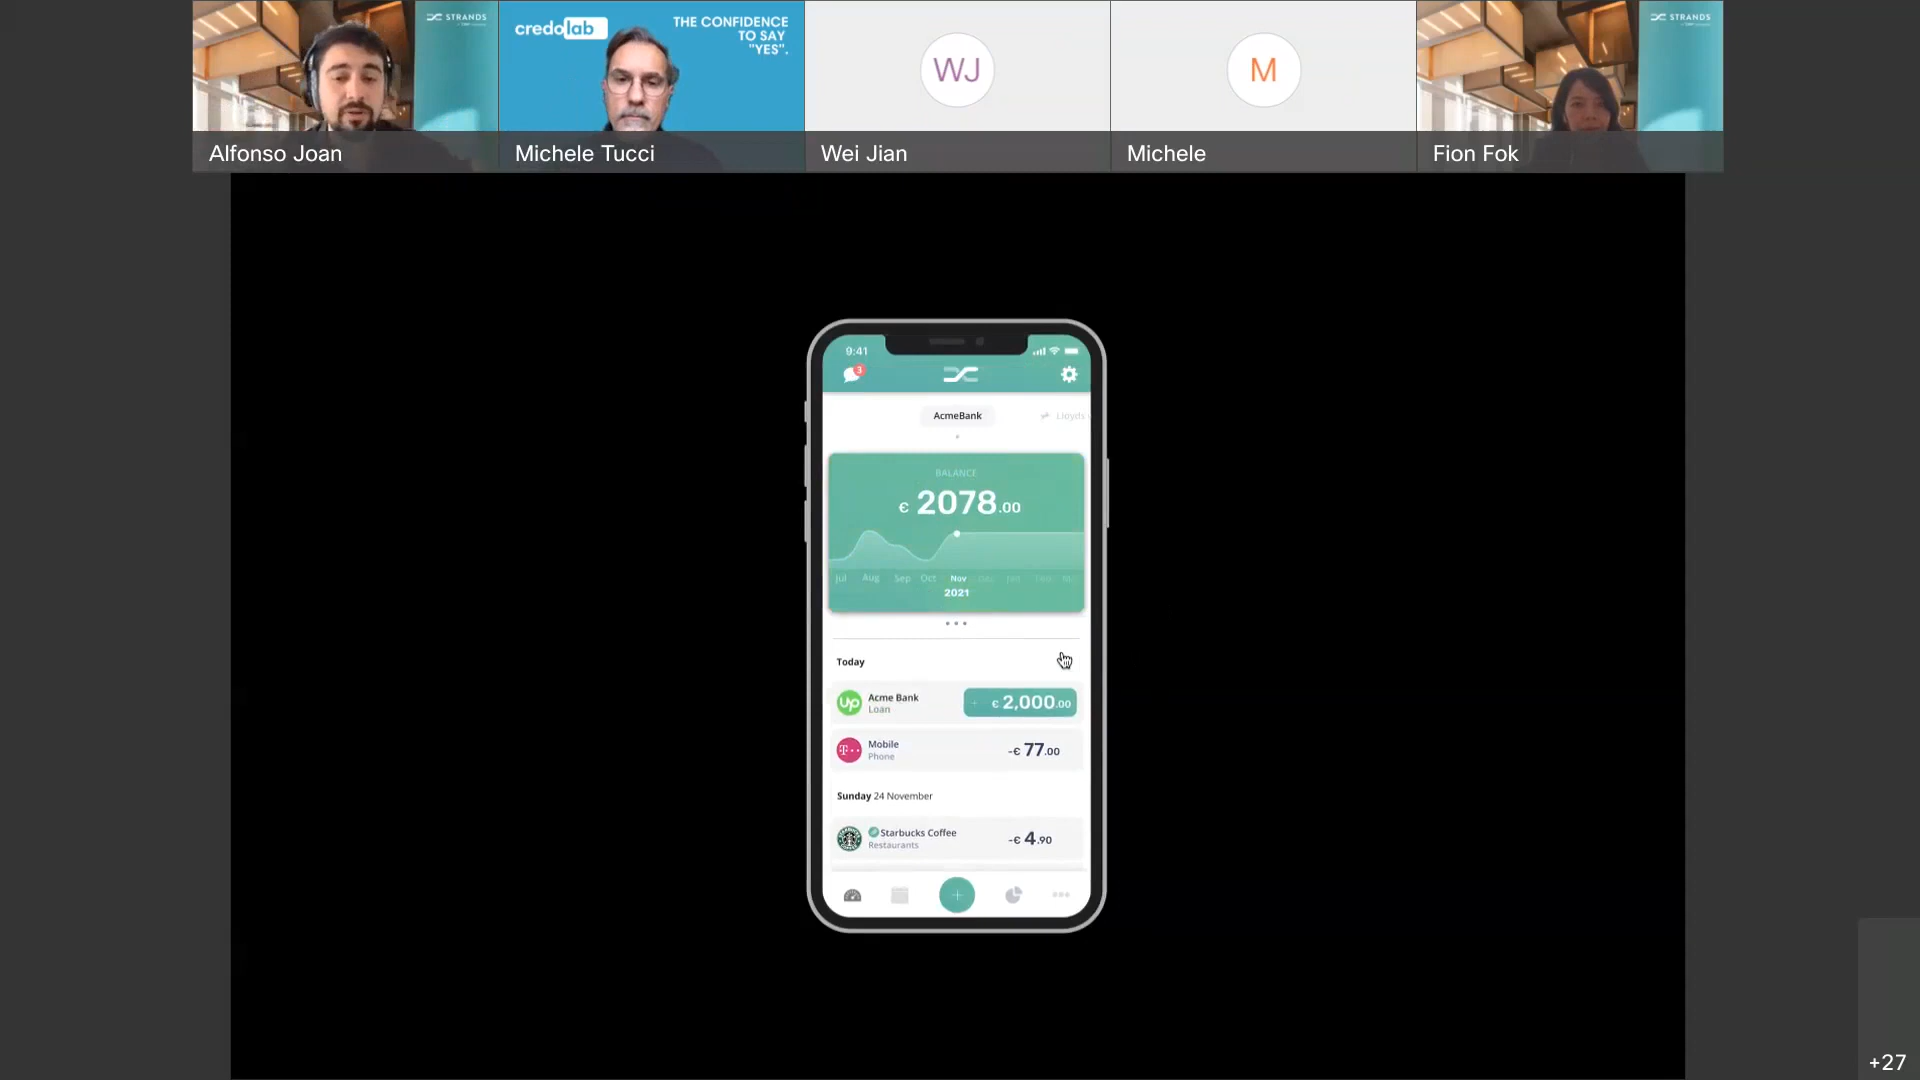 STRANDS
credolab
THE CONFIDENCE
TO SAY
"YES".
WJ
M
STRANDS
Alfonso Joan
Michele Tucci
Wei Jian
Michele
Fion Fok
9:41
3
AcmeBank
Lloyds
BALANCE
€ 2078.00
Jul Aug Sep Oct Nov
2021
Today
up Acme Bank
Loan
€ 2,000.00
T
Mobile
Phone
-€ 77.00
Sunday 24 November
Starbucks Coffee
Restaurants
-€ 4.90
+27